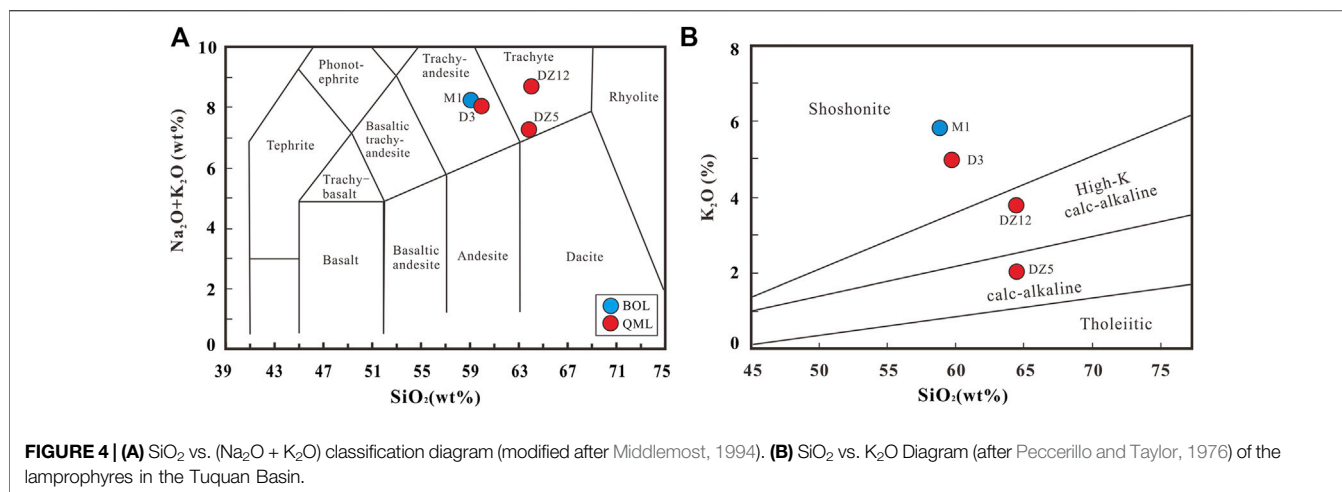 A
10
8
6
4
2
0
Na₂O+K₂O (wt%)
Phonot-
ephrite
Trachy-
andesite
Trachyte
DZ12
M1
D3
DZ5
Rhyolite
Tephrite
Basaltic
trachy-
andesite
Trachy-
basalt
Basalt
Basaltic
andesite
Andesite
Dacite
BOL
QML
39 43 47 51 55 59 63 67 71 75
SiO₂(wt%)
B
8
6
4
2
0
K₂O (%)
Shoshonite
M1
D3
High-K
calc-alkaline
DZ12
DZ5
calc-alkaline
Tholeiitic
45 50 55 60 65 70 75
SiO₂(wt%)
FIGURE 4 | (A) SiO₂ vs. (Na₂O + K₂O) classification diagram (modified after Middlemost, 1994). (B) SiO₂ vs. K₂O Diagram (after Peccerillo and Taylor, 1976) of the
lamprophyres in the Tuquan Basin.